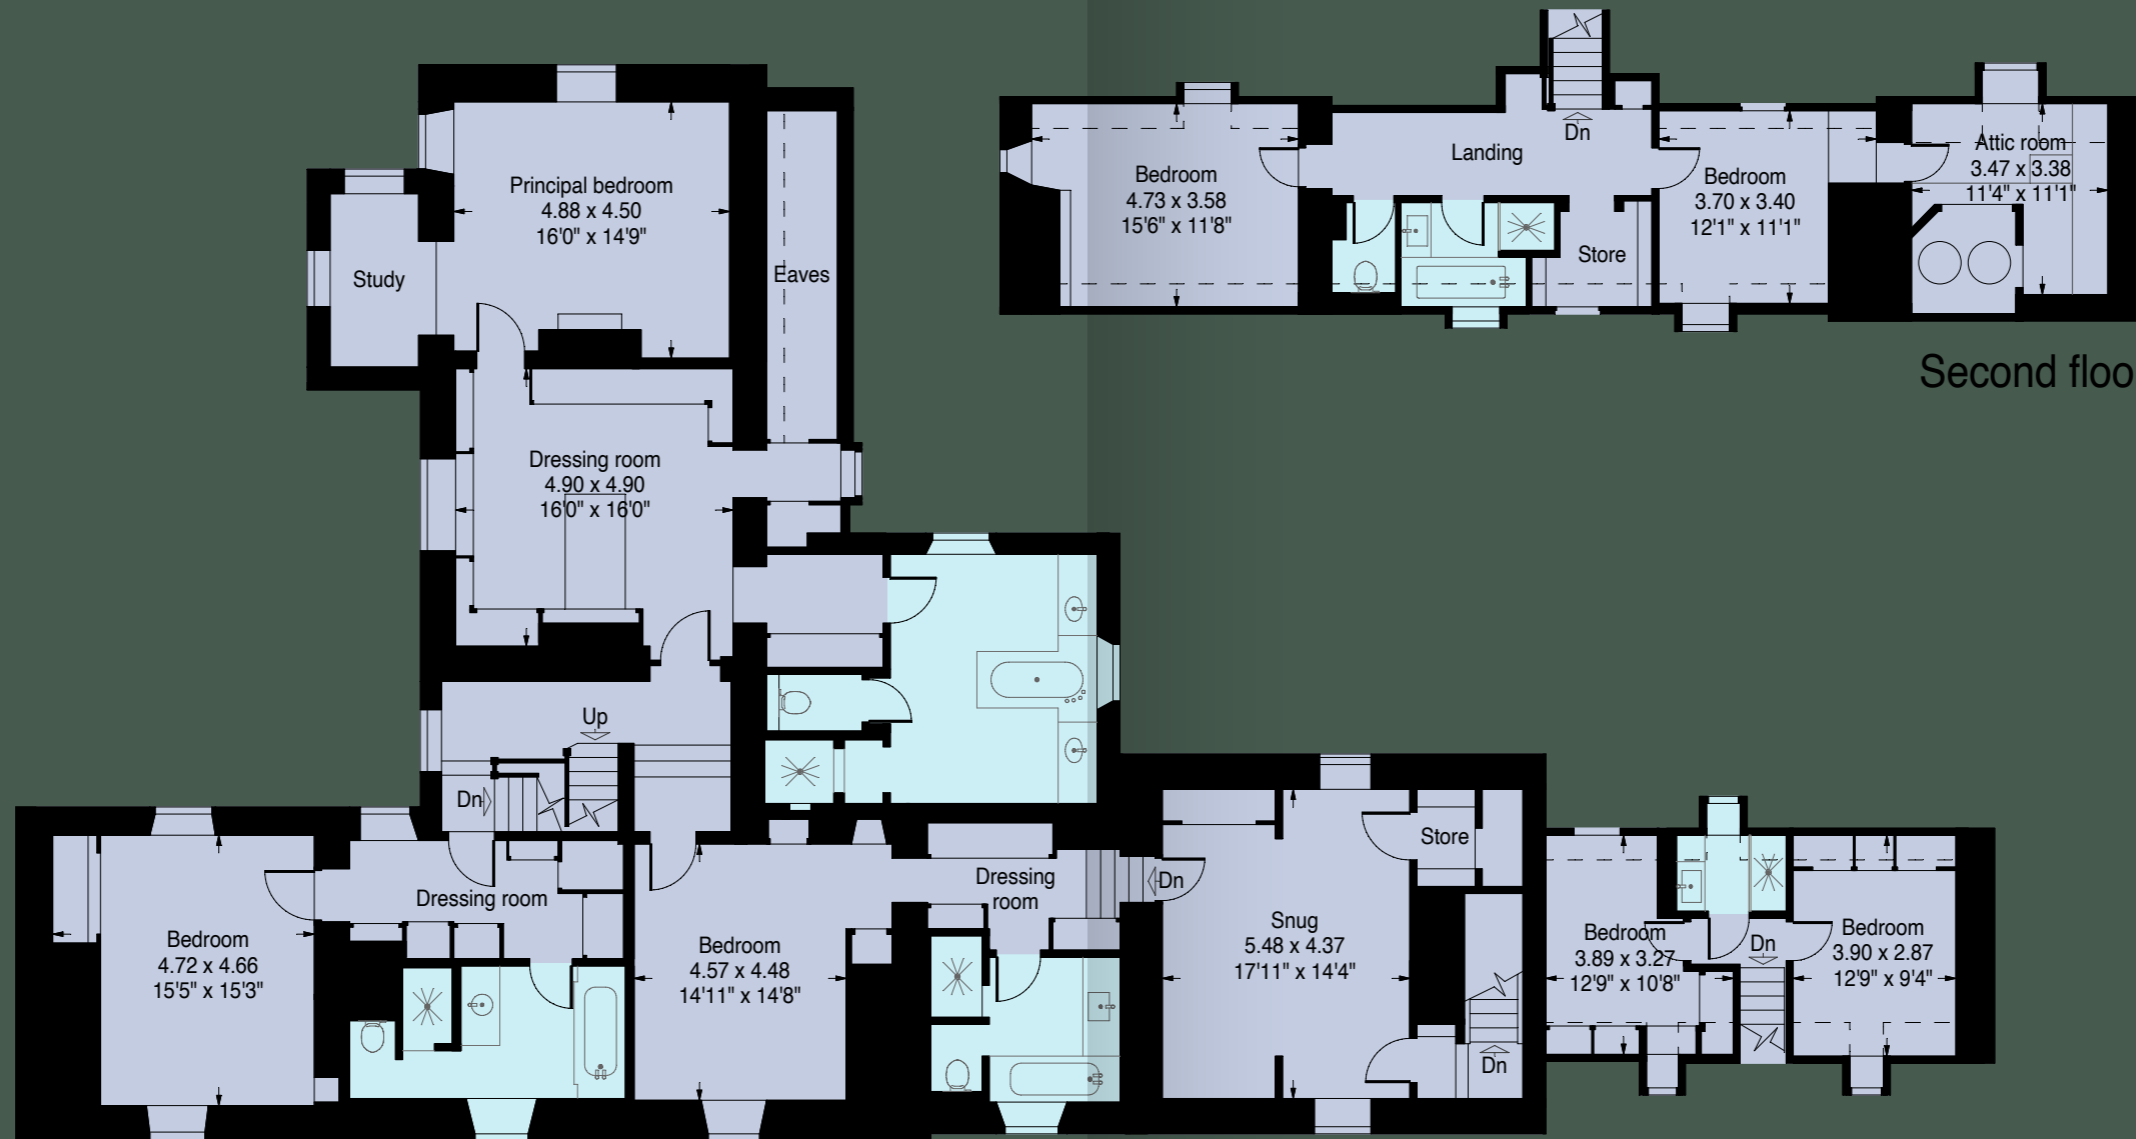 Principal bedroom
4.88 x 4.50
16'0" x 14'9"
Study
Eaves
Dressing room
4.90 x 4.90
16'0" x 16'0"
Up
Dn
Bedroom
4.72 x 4.66
15'5" x 15'3"
Dressing room
Bedroom
4.57 x 4.48
14'11" x 14'8"
Dressing
room
Dn
Snug
5.48 x 4.37
17'11" x 14'4"
Store
Dn
Bedroom
3.89 x 3.27
12'9" x 10'8"
Dn
Bedroom
3.90 x 2.87
12'9" x 9'4"
Bedroom
4.73 x 3.58
15'6" x 11'8"
Landing
Dn
Store
Bedroom
3.70 x 3.40
12'1" x 11'1"
Attic room
3.47 x 3.38
11'4" x 11'1"
Second floo